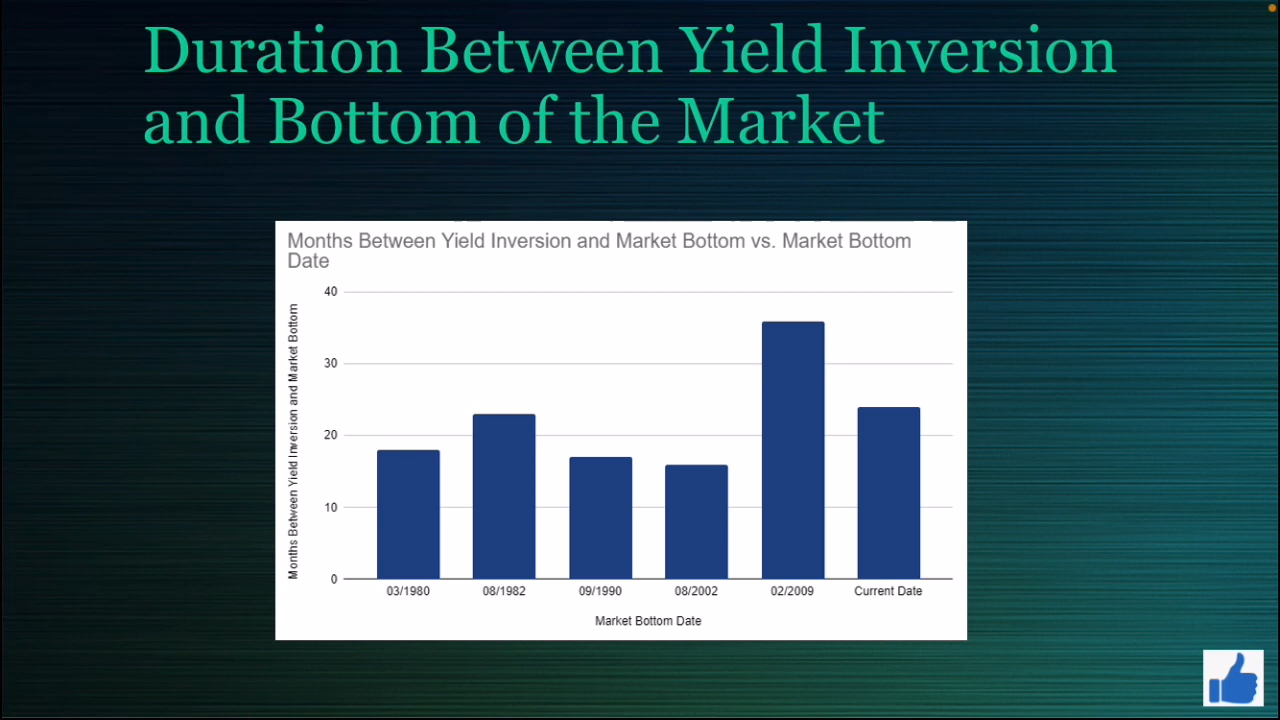 Duration Between Yield Inversion
and Bottom of the Market
Months Between Yield Inversion and Market Bottom vs. Market Bottom
Date
Months Between Yield Inversion and Market Bottom
40
30
20
10
0
03/1980
08/1982
09/1990
08/2002
02/2009
Current Date
Market Bottom Date